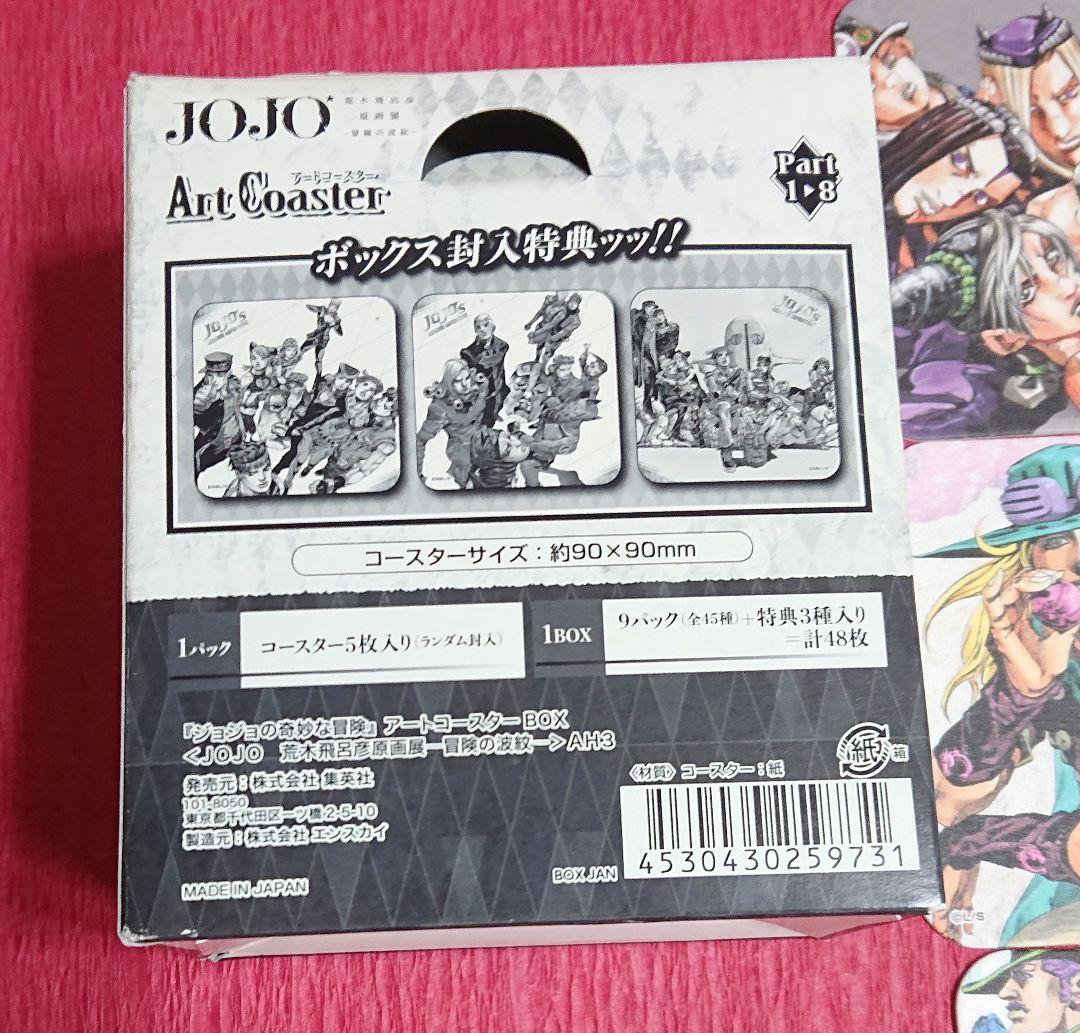 JOJO
荒木飛呂彦
原画展
-冒険の波紋-
アートコースター
Art Coaster
Part
1▶8
ボックス封入特典ッッ!!
JOJO's
JOJO's
JOJO's
コースターサイズ：約90×90mm
1パック
コースター5枚入り(ランダム封入)
1BOX
9パック(全45種)+特典3種入り
=計48枚
『ジョジョの奇妙な冒険』アートコースターBOX
<JOJO 荒木飛呂彦原画展―冒険の波紋―>AH3
発売元：株式会社 集英社
101-8050
東京都千代田区一ツ橋2-5-10
製造元：株式会社 エンスカイ
MADE IN JAPAN
〈材質〉コースター：紙
紙
箱
BOX JAN
4530430259731
©L/S